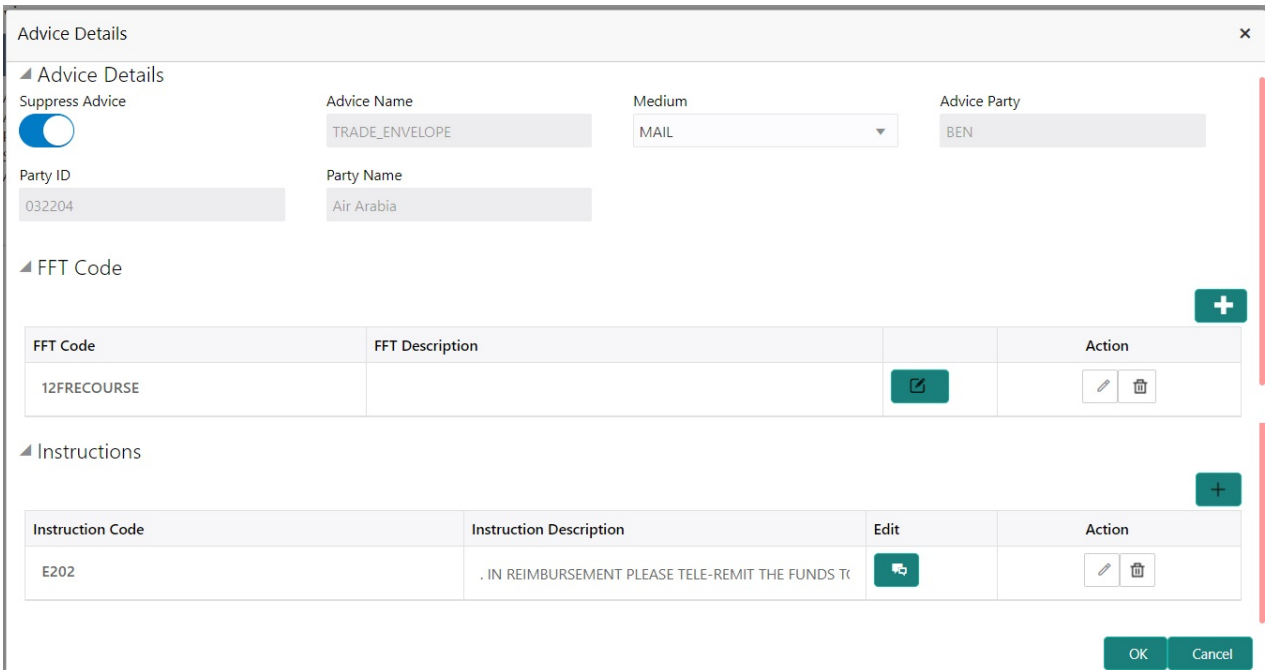 Advice Details
Advice Details
Suppress Advice Advice Name Medium Advice Party
TRADE_ENVELOPE MAIL BEN
Party ID Party Name
032204 Air Arabia
FFT Code
FFT Code FFT Description Action
12FRECOURSE
Instructions
Instruction Code Instruction Description Edit Action
E202 . IN REIMBURSEMENT PLEASE TELE-REMIT THE FUNDS TO
OK Cancel